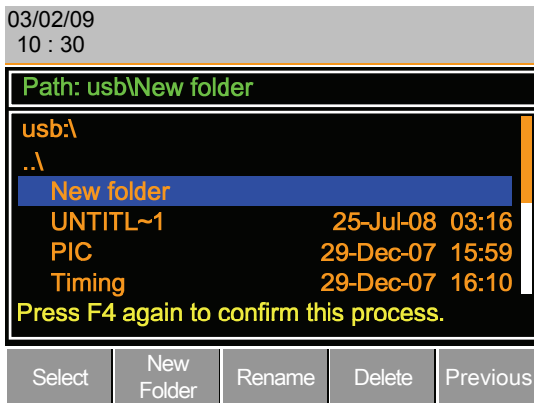 03/02/09
10 : 30
Path: usb\New folder
usb:\
..\
New folder
UNTITL~1 25-Jul-08 03:16
PIC 29-Dec-07 15:59
Timing 29-Dec-07 16:10
Press F4 again to confirm this process.
Select New Folder Rename Delete Previous